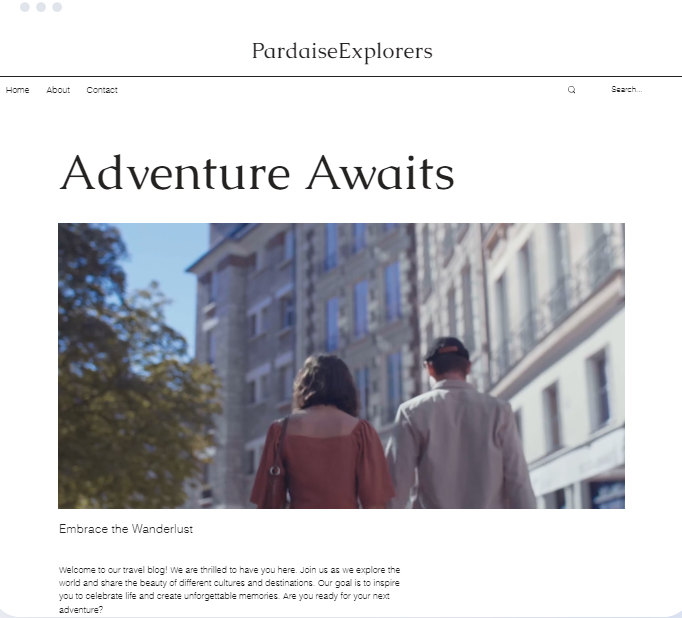 PardaiseExplorers
Home About Contact Search...
Adventure Awaits
Embrace the Wanderlust
Welcome to our travel blog! We are thrilled to have you here. Join us as we explore the
world and share the beauty of different cultures and destinations. Our goal is to inspire
you to celebrate life and create unforgettable memories. Are you ready for your next
adventure?